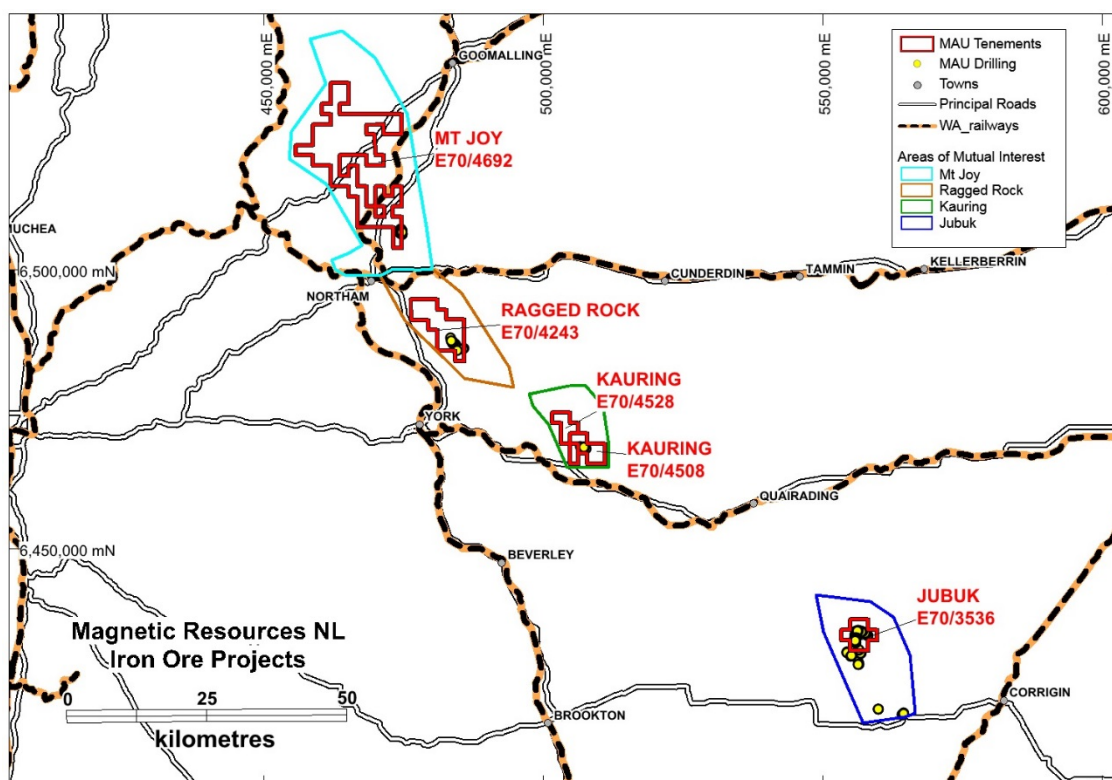 450,000 mE
500,000 mE
550,000 mE
600,000 mE
GOOMALLING
MAU Tenements
MAU Drilling
Towns
Principal Roads
WA_railways
Areas of Mutual Interest
Mt Joy
Ragged Rock
Kauring
Jubuk
MT JOY
E70/4692
MUCHEA
6,500,000 mN
NORTHAM
CUNDERDIN
TAMMIN
KELLERBERRIN
RAGGED ROCK
E70/4243
KAURING
E70/4528
YORK
KAURING
E70/4508
QUAIRADING
6,450,000 mN
BEVERLEY
JUBUK
E70/3536
Magnetic Resources NL
Iron Ore Projects
0 25 50
kilometres
BROOKTON
CORRIGIN